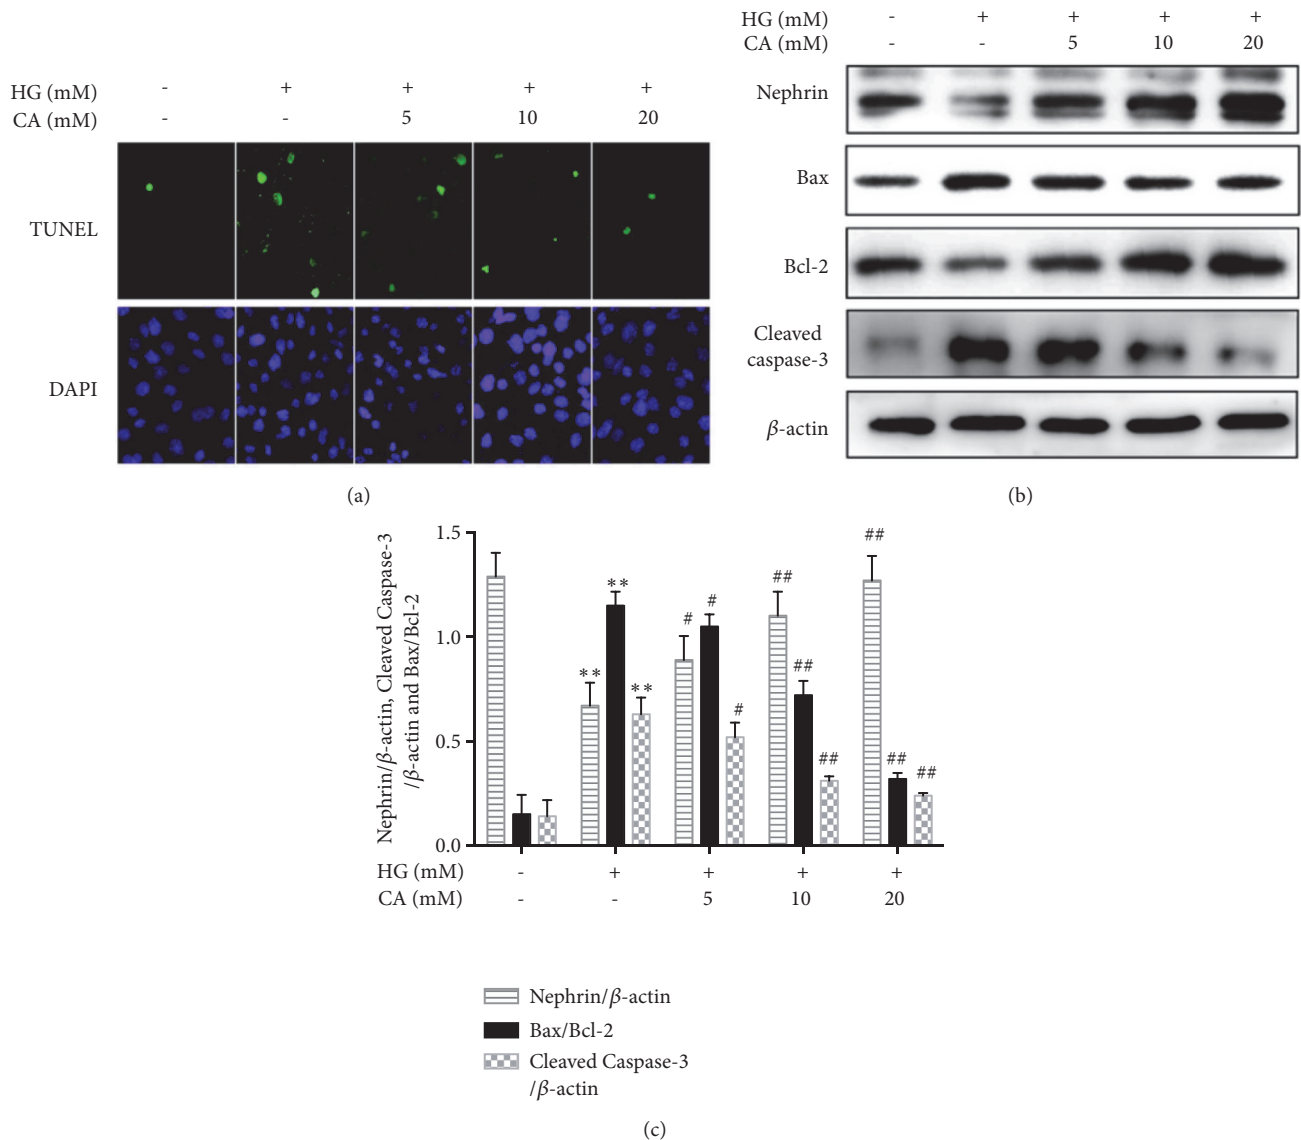 HG (mM) - + + + +
CA (mM) - - 5 10 20
TUNEL
DAPI
(a)
HG (mM) - + + + +
CA (mM) - - 5 10 20
Nephrin
Bax
Bcl-2
Cleaved
caspase-3
β-actin
(b)
Nephrin/β-actin, Cleaved Caspase-3
/β-actin and Bax/Bcl-2
1.5
1.0
0.5
0.0
** ** **
# # #
## ## ##
## ## ##
HG (mM) - + + + +
CA (mM) - - 5 10 20
Nephrin/β-actin
Bax/Bcl-2
Cleaved Caspase-3
/β-actin
(c)